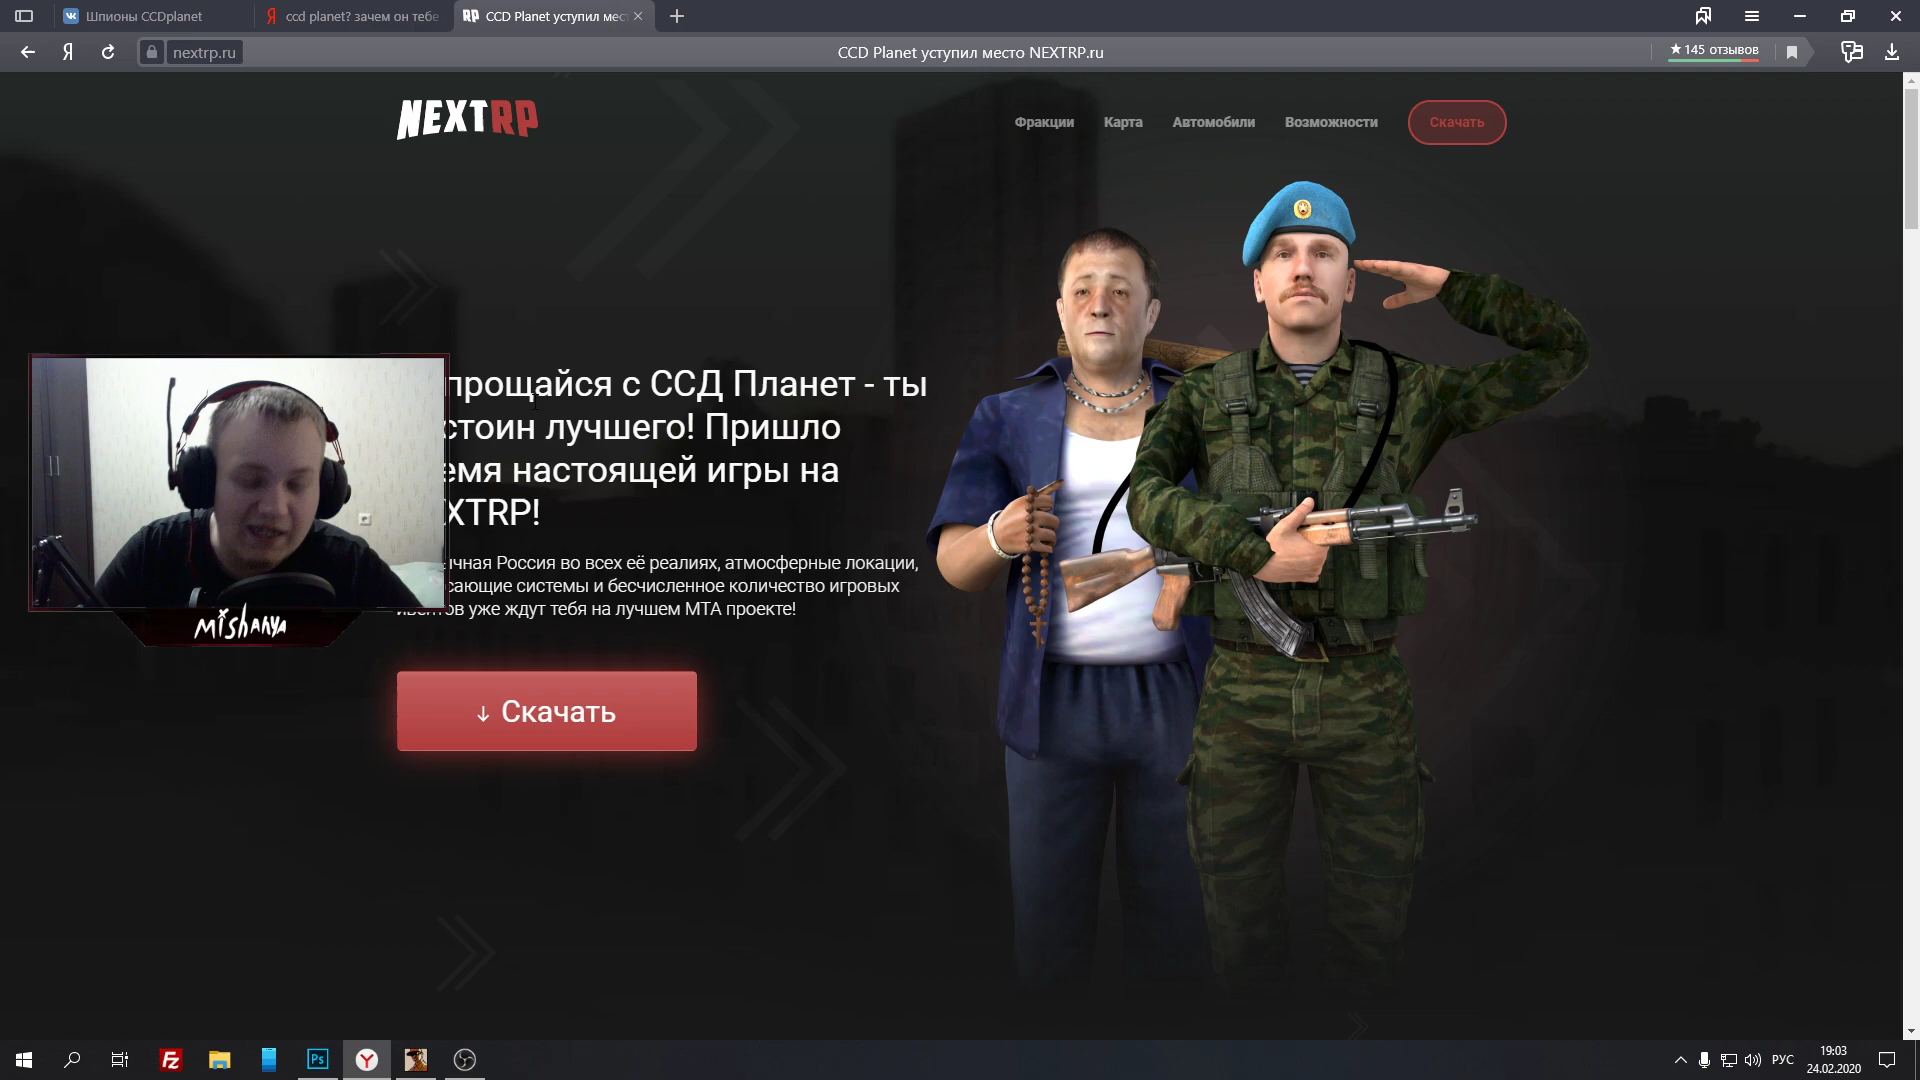 Шпионы CCDplanet
ccd planet? зачем он тебе
CCD Planet уступил мес
nextrp.ru
CCD Planet уступил место NEXTRP.ru
145 отзывов
NEXTRP
Фракции
Карта
Автомобили
Возможности
Скачать
прощайся с ССД Планет - ты
стоин лучшего! Пришло
емя настоящей игры на
XTRP!
чная Россия во всех её реалиях, атмосферные локации,
сающие системы и бесчисленное количество игровых
ивентов уже ждут тебя на лучшем МТА проекте!
↓ Скачать
Mishanya
Fz
Ps
РУС
19:03
24.02.2020